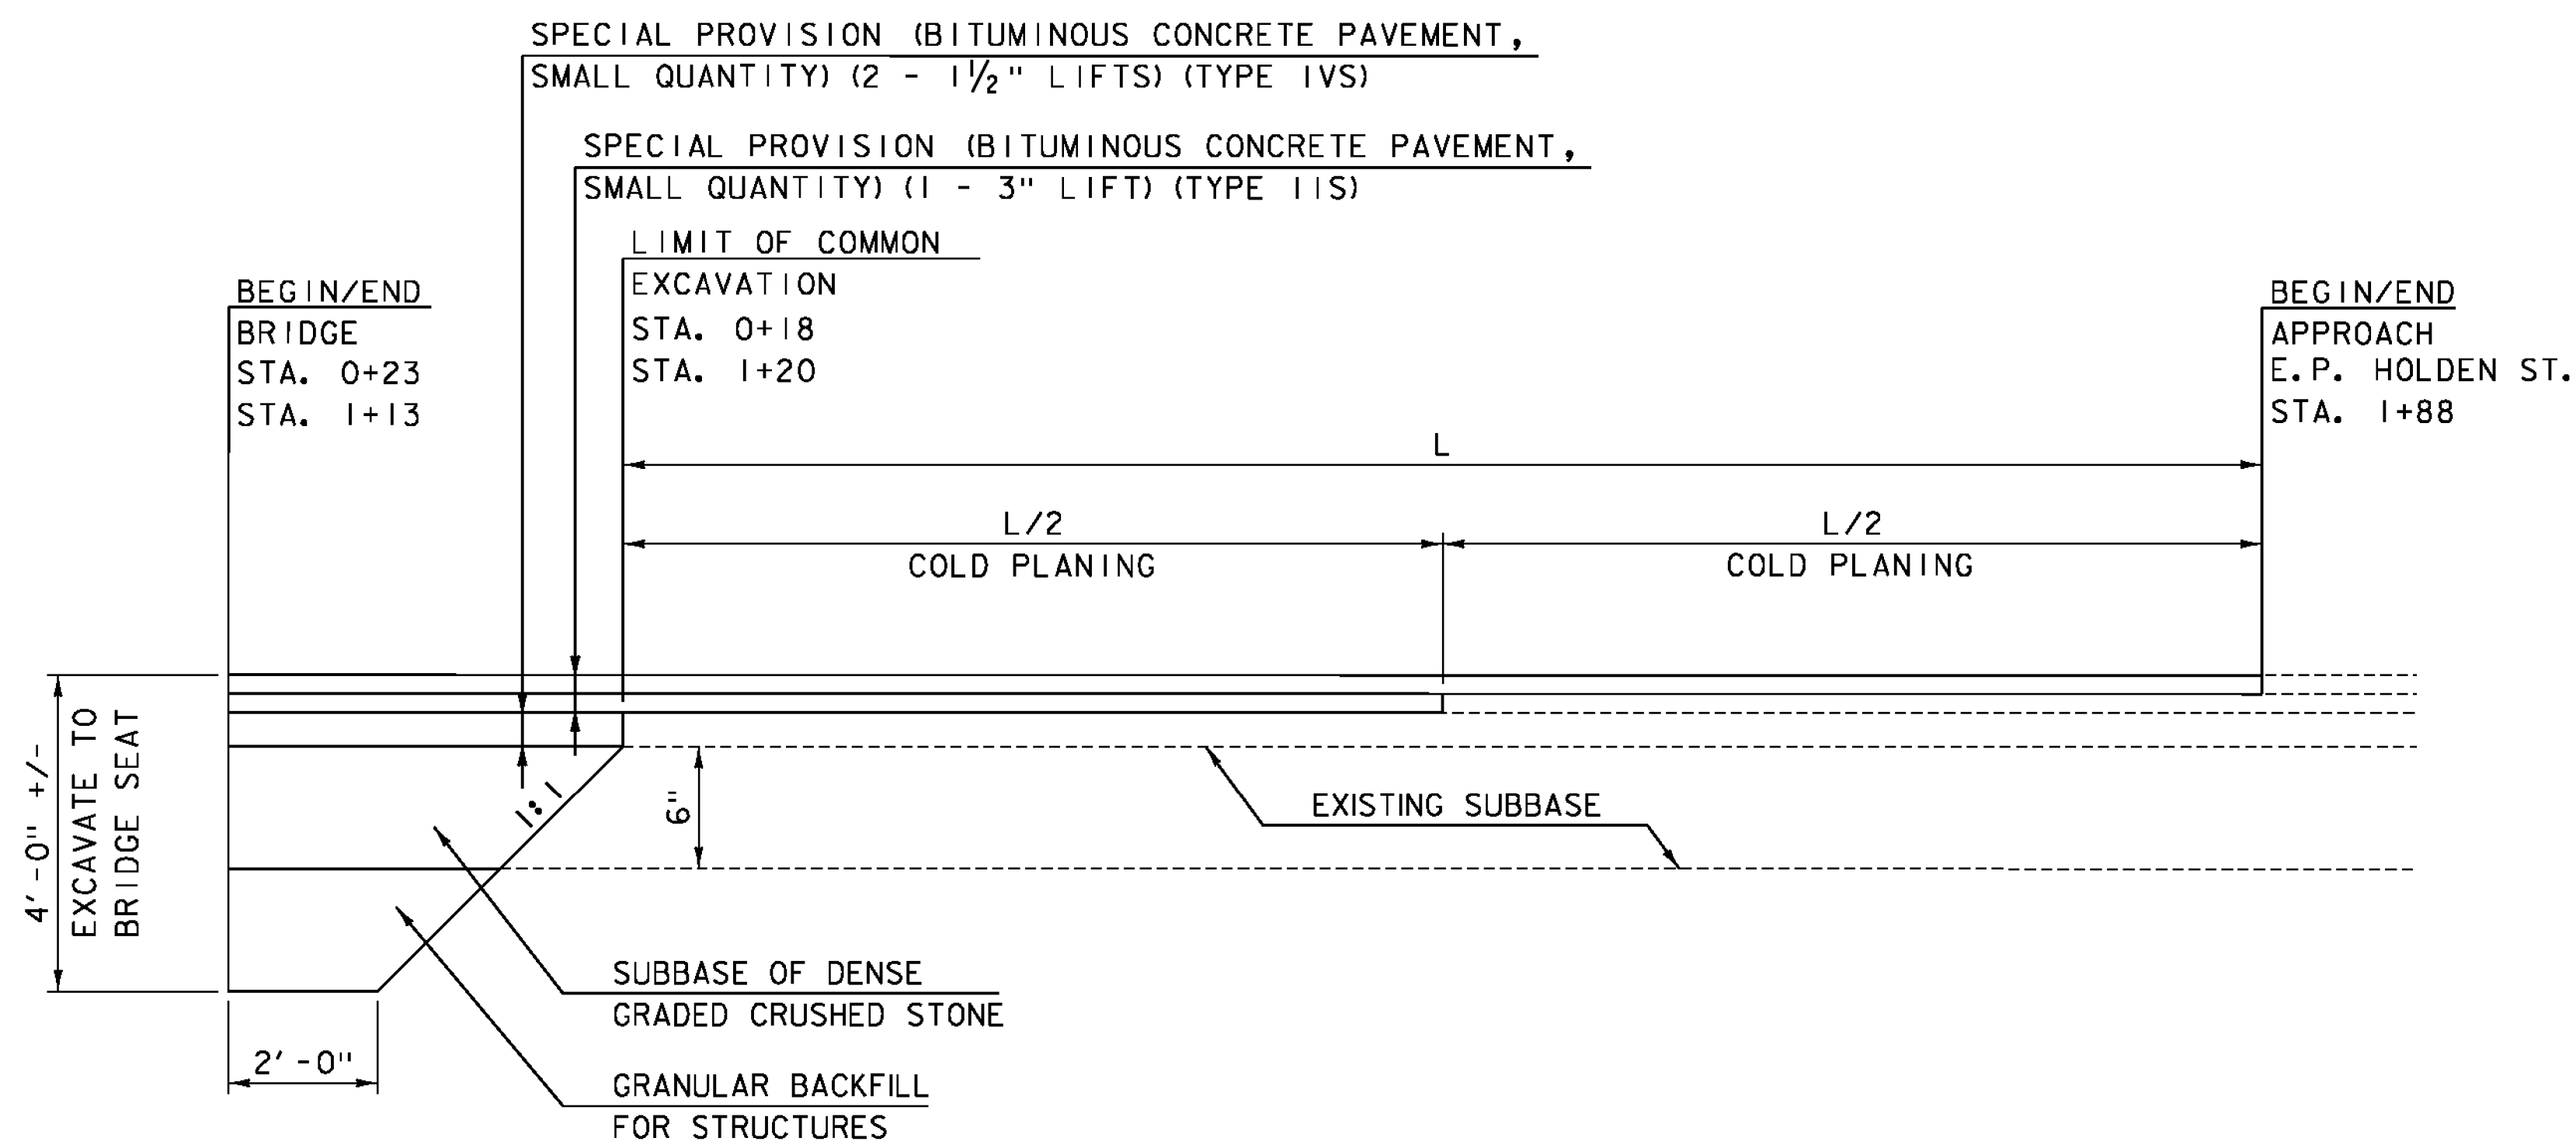 SPECIAL PROVISION (BITUMINOUS CONCRETE PAVEMENT,
SMALL QUANTITY) (2 - 1½" LIFTS) (TYPE IVS)
SPECIAL PROVISION (BITUMINOUS CONCRETE PAVEMENT,
SMALL QUANTITY) (1 - 3" LIFT) (TYPE IIS)
LIMIT OF COMMON
EXCAVATION
STA. 0+18
STA. 1+20
BEGIN/END
BRIDGE
STA. 0+23
STA. 1+13
BEGIN/END
APPROACH
E.P. HOLDEN ST.
STA. 1+88
L
L/2
COLD PLANING
L/2
COLD PLANING
4'-0" +/-
EXCAVATE TO
BRIDGE SEAT
1:1
6"
EXISTING SUBBASE
SUBBASE OF DENSE
GRADED CRUSHED STONE
2'-0"
GRANULAR BACKFILL
FOR STRUCTURES